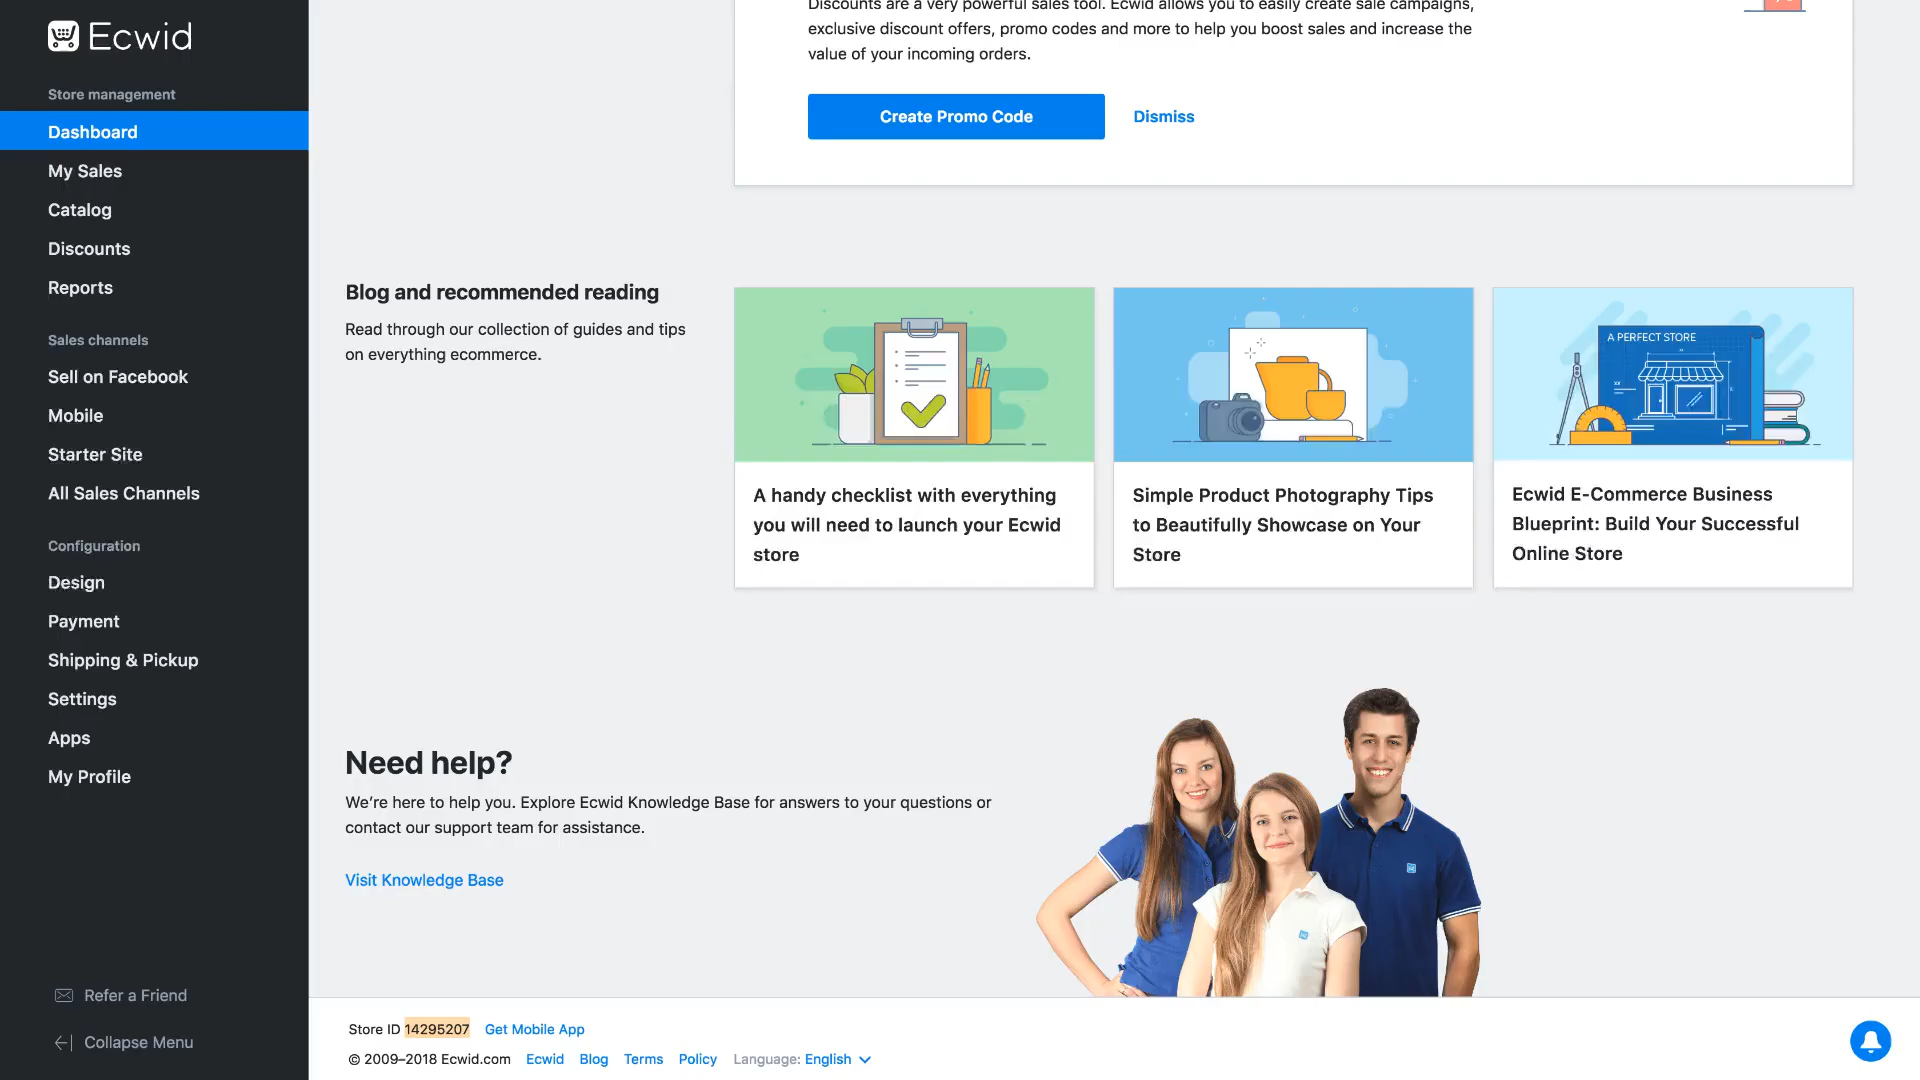 Ecwid
Store management
Dashboard
My Sales
Catalog
Discounts
Reports
Sales channels
Sell on Facebook
Mobile
Starter Site
All Sales Channels
Configuration
Design
Payment
Shipping & Pickup
Settings
Apps
My Profile
Refer a Friend
Collapse Menu
Discounts are a very powerful sales tool. Ecwid allows you to easily create sale campaigns,
exclusive discount offers, promo codes and more to help you boost sales and increase the
value of your incoming orders.
Create Promo Code Dismiss
Blog and recommended reading
Read through our collection of guides and tips
on everything ecommerce.
A handy checklist with everything
you will need to launch your Ecwid
store
Simple Product Photography Tips
to Beautifully Showcase on Your
Store
A PERFECT STORE
Ecwid E-Commerce Business
Blueprint: Build Your Successful
Online Store
Need help?
We’re here to help you. Explore Ecwid Knowledge Base for answers to your questions or
contact our support team for assistance.
Visit Knowledge Base
Store ID 14295207 Get Mobile App
© 2009–2018 Ecwid.com Ecwid Blog Terms Policy Language: English